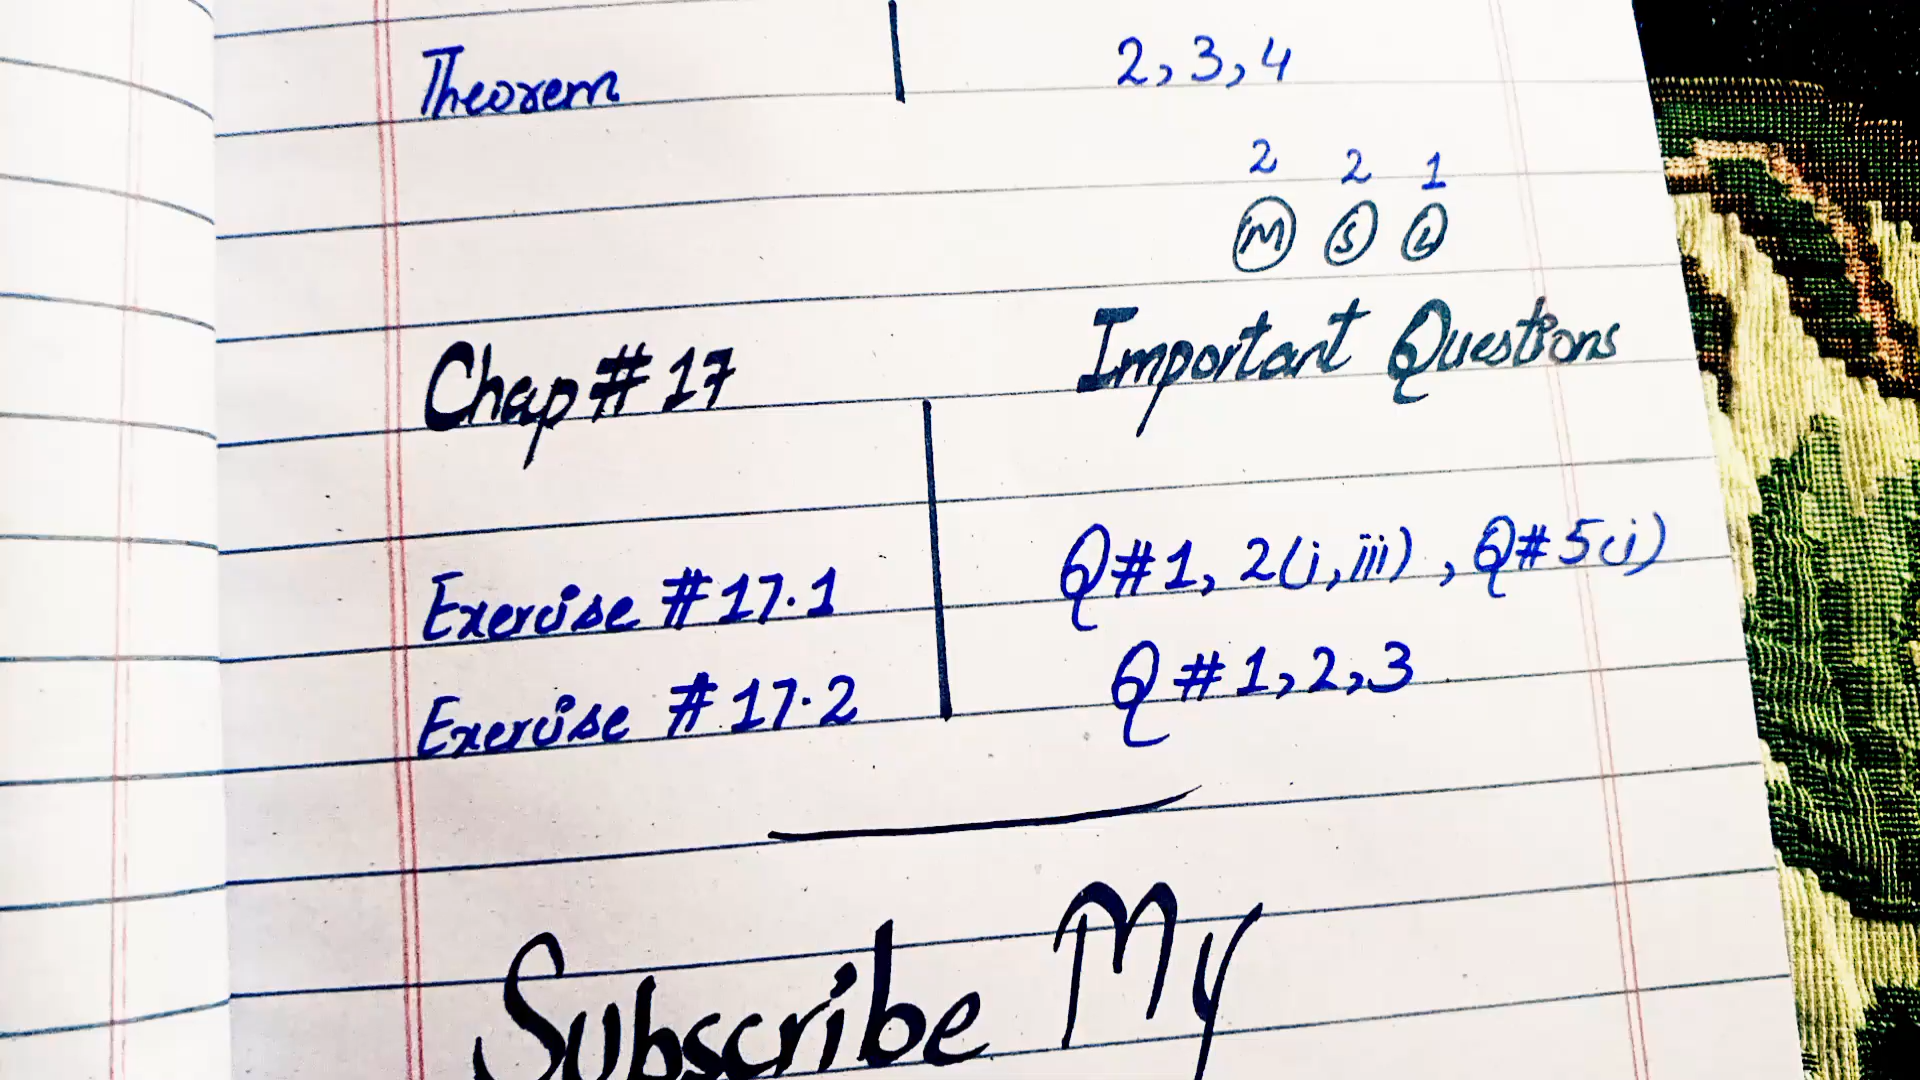 Theorem 2, 3, 4
2 2 1
M S L
Chap # 17 Important Questions
Exercise # 17.1 Q#1, 2(i, iii), Q# 5(i)
Exercise # 17.2 Q #1, 2, 3
Subscribe My